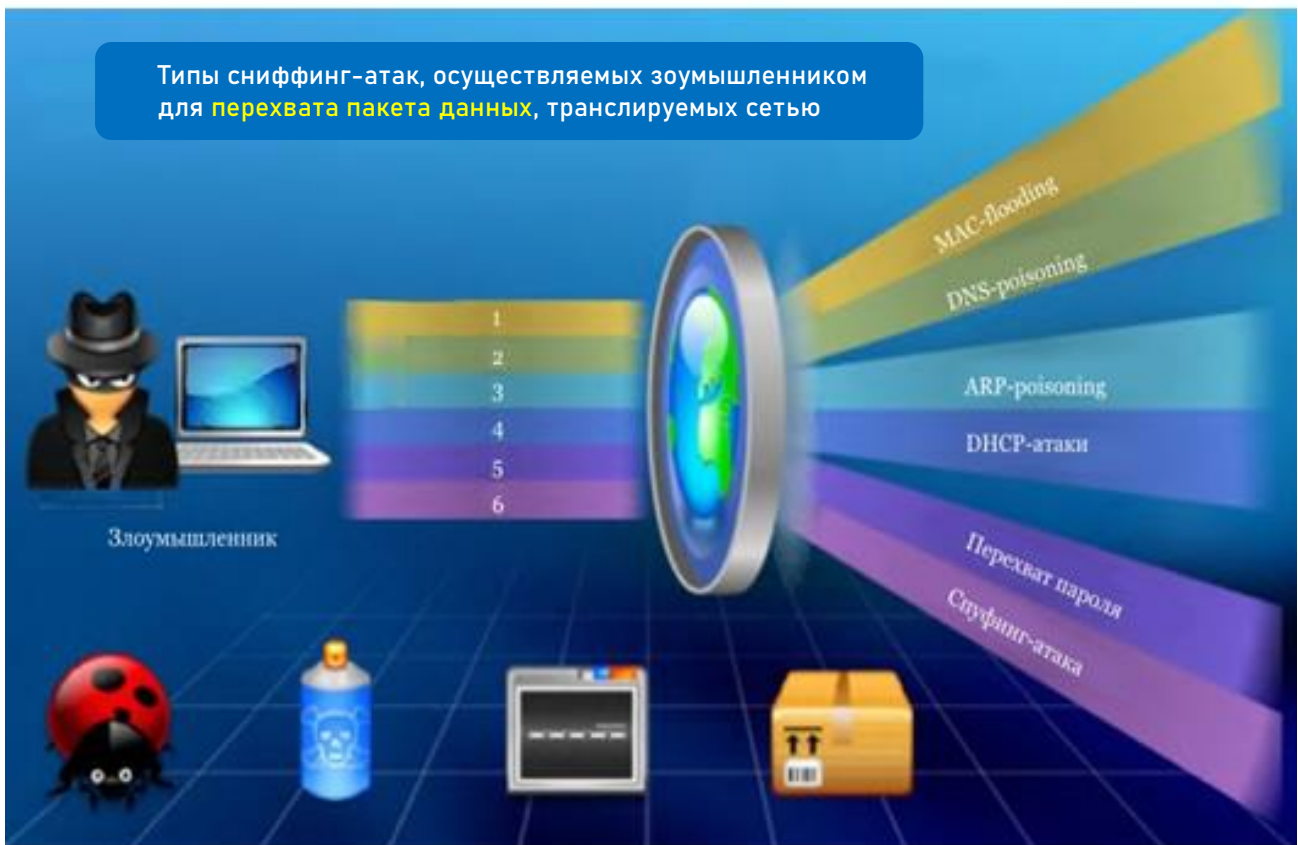 Типы сниффинг-атак, осуществляемых зоумышленником
для перехвата пакета данных, транслируемых сетью
MAC-flooding
DNS-poisoning
1
2
3
4
5
6
ARP-poisoning
DHCP-атаки
Перехват пароля
Спуфинг-атака
Злоумышленник